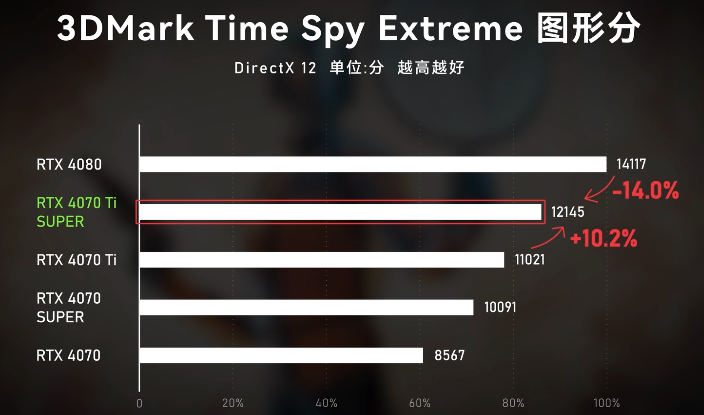 3DMark Time Spy Extreme 图形分
DirectX 12 单位:分 越高越好
RTX 4080
14117
-14.0%
RTX 4070 Ti
SUPER
12145
+10.2%
RTX 4070 Ti
11021
RTX 4070
SUPER
10091
RTX 4070
8567
0 20% 40% 60% 80% 100%